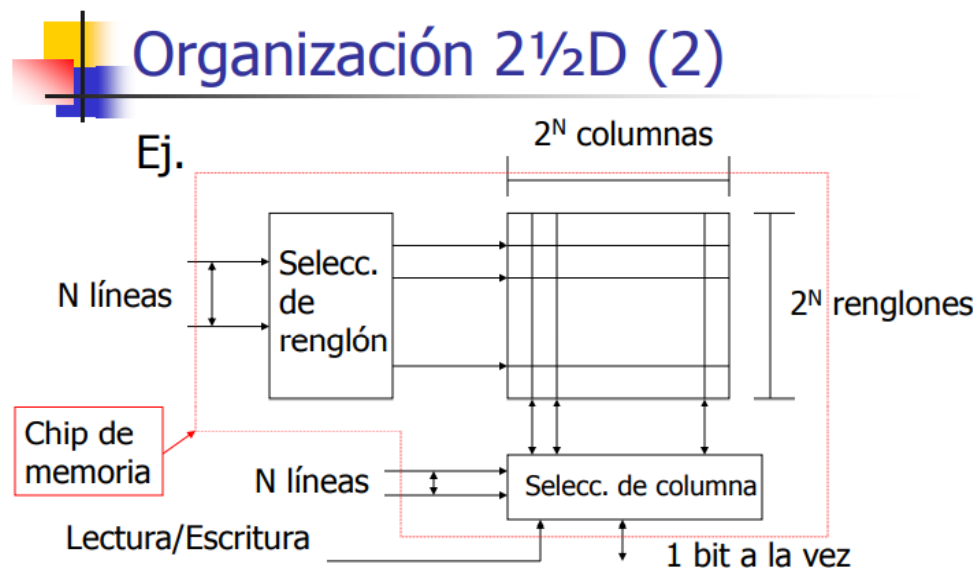 Organización 2½D (2)
Ej.
2ᴺ columnas
N líneas
Selecc.
de
renglón
2ᴺ renglones
Chip de
memoria
N líneas
Selecc. de columna
Lectura/Escritura
1 bit a la vez